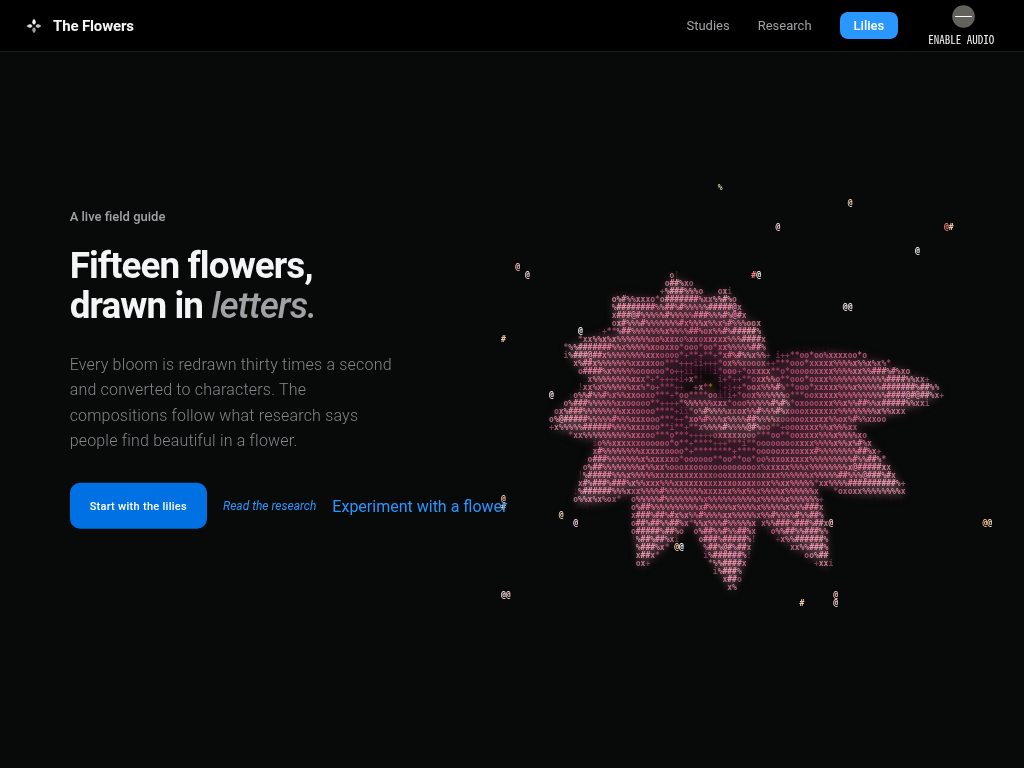 The Flowers
Studies
Research
Lilies
ENABLE AUDIO
A live field guide
Fifteen flowers,
drawn in letters.
Every bloom is redrawn thirty times a second
and converted to characters. The
compositions follow what research says
people find beautiful in a flower.
Start with the lilies
Read the research
Experiment with a flower